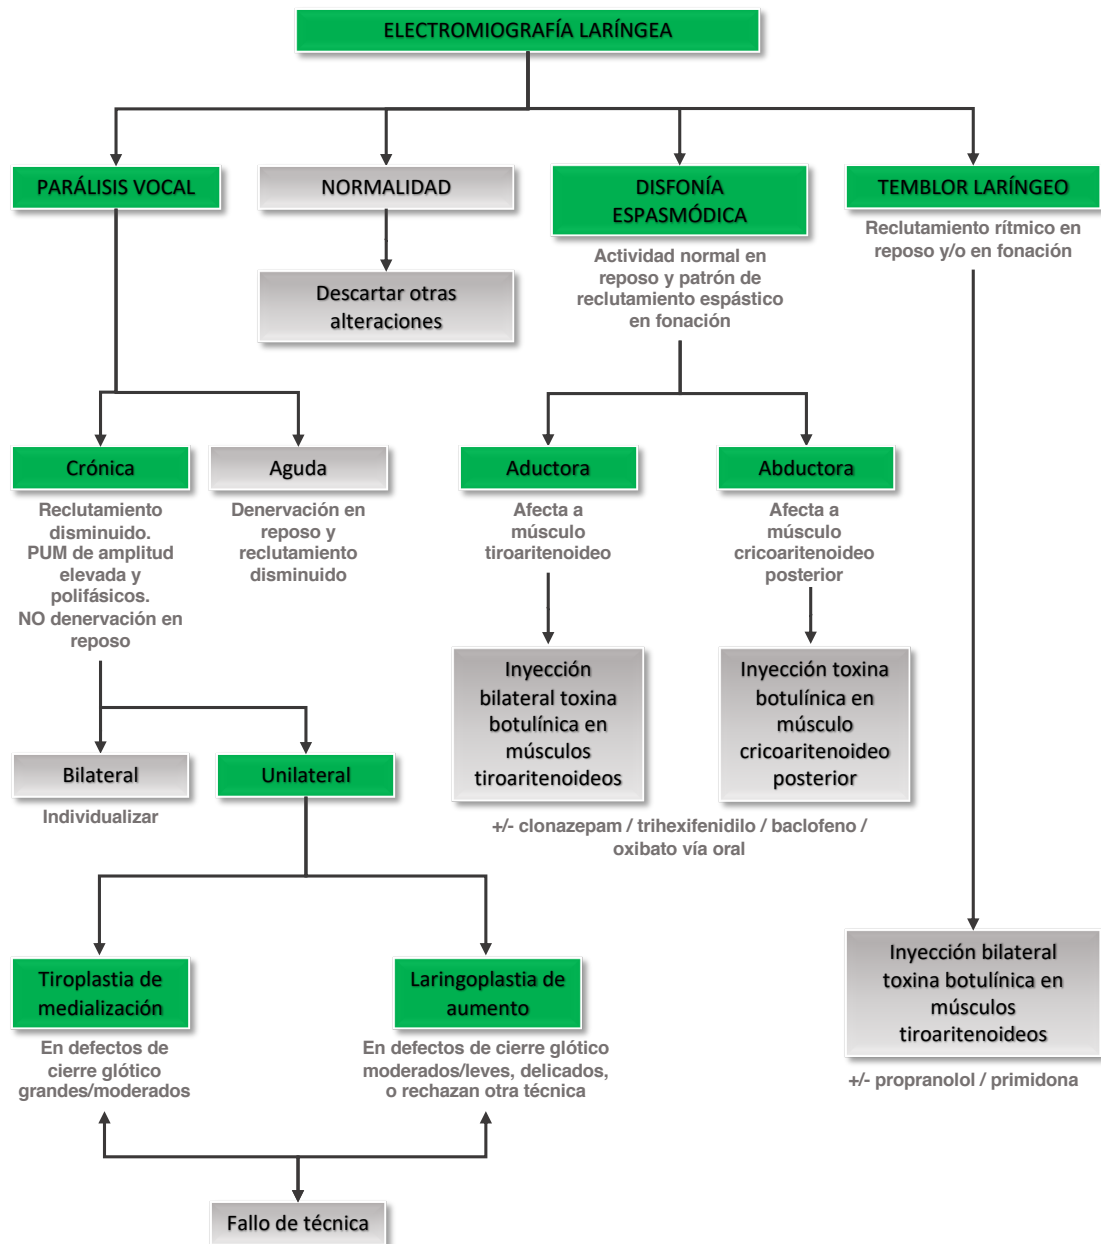 ELECTROMIOGRAFÍA LARÍNGEA
PARÁLISIS VOCAL
NORMALIDAD
DISFONÍA
ESPASMÓDICA
TEMBLOR LARÍNGEO
Reclutamiento rítmico en
reposo y/o en fonación
Actividad normal en
reposo y patrón de
reclutamiento espástico
en fonación
Descartar otras
alteraciones
Crónica
Aguda
Aductora
Abductora
Reclutamiento
disminuido.
PUM de amplitud
elevada y
polifásicos.
NO denervación en
reposo
Denervación en
reposo y
reclutamiento
disminuido
Afecta a
músculo
tiroaritenoideo
Afecta a
músculo
cricoaritenoideo
posterior
Inyección
bilateral toxina
botulínica en
músculos
tiroaritenoideos
Inyección toxina
botulínica en
músculo
cricoaritenoideo
posterior
+/- clonazepam / trihexifenidilo / baclofeno /
oxibato vía oral
Bilateral
Individualizar
Unilateral
Tiroplastia de
medialización
En defectos de
cierre glótico
grandes/moderados
Laringoplastia de
aumento
En defectos de cierre glótico
moderados/leves, delicados,
o rechazan otra técnica
Inyección bilateral
toxina botulínica en
músculos
tiroaritenoideos
+/- propranolol / primidona
Fallo de técnica